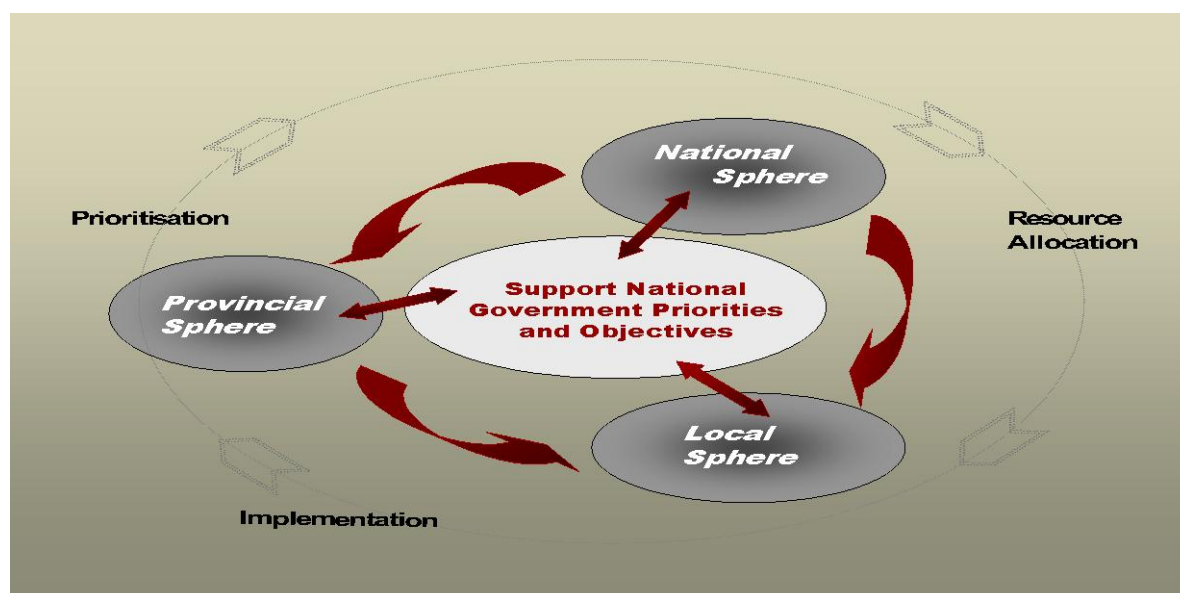 National
Sphere
Prioritisation
Resource
Allocation
Provincial
Sphere
Support National
Government Priorities
and Objectives
Local
Sphere
Implementation